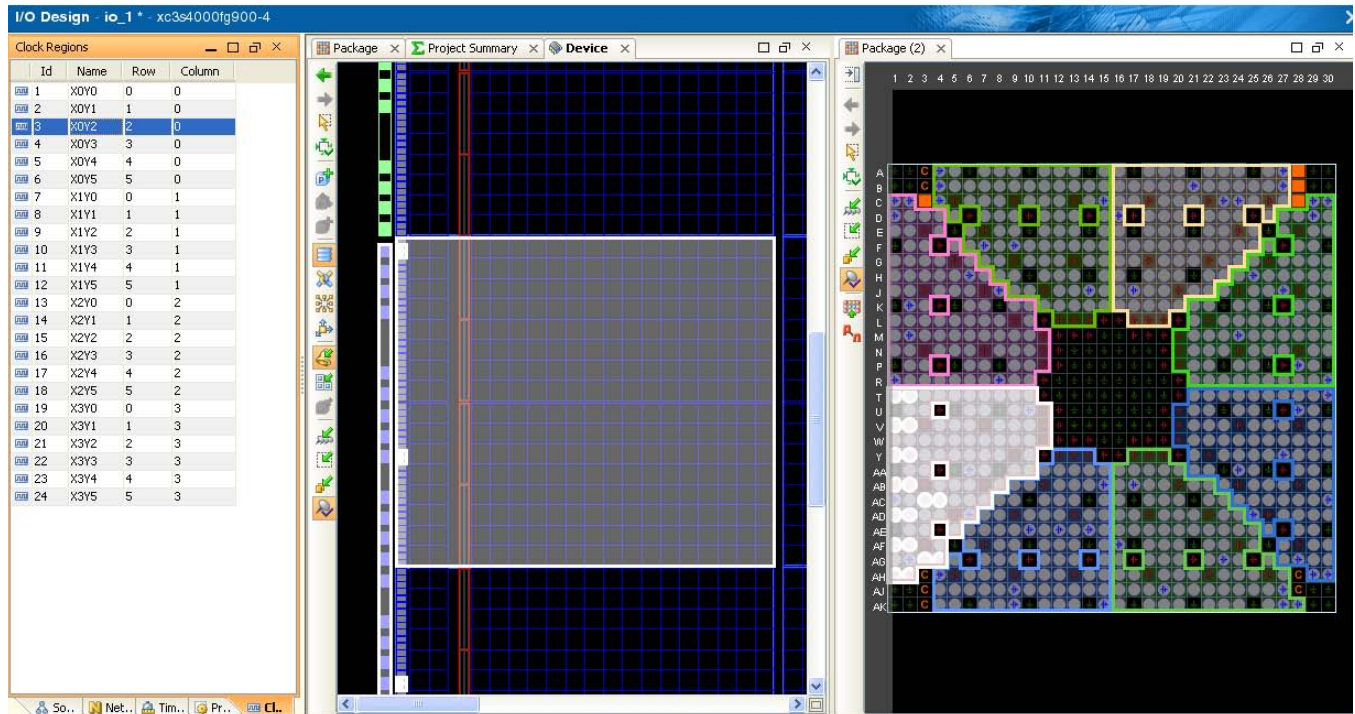 I/O Design - io_1 * - xc3s4000fg900-4
Clock Regions
Id Name Row Column
1 X0Y0 0 0
2 X0Y1 1 0
3 X0Y2 2 0
4 X0Y3 3 0
5 X0Y4 4 0
6 X0Y5 5 0
7 X1Y0 0 1
8 X1Y1 1 1
9 X1Y2 2 1
10 X1Y3 3 1
11 X1Y4 4 1
12 X1Y5 5 1
13 X2Y0 0 2
14 X2Y1 1 2
15 X2Y2 2 2
16 X2Y3 3 2
17 X2Y4 4 2
18 X2Y5 5 2
19 X3Y0 0 3
20 X3Y1 1 3
21 X3Y2 2 3
22 X3Y3 3 3
23 X3Y4 4 3
24 X3Y5 5 3
So.. Net.. Tim.. Pr.. Cl..
Package Project Summary Device
Package (2)
1 2 3 4 5 6 7 8 9 10 11 12 13 14 15 16 17 18 19 20 21 22 23 24 25 26 27 28 29 30
A C
B C
C
D
E
F
G
H
J
K
L
M
N
P
R
T
U
V
W
Y
AA
AB
AC
AD
AE
AF
AG
AH C C
AJ C C
AK C